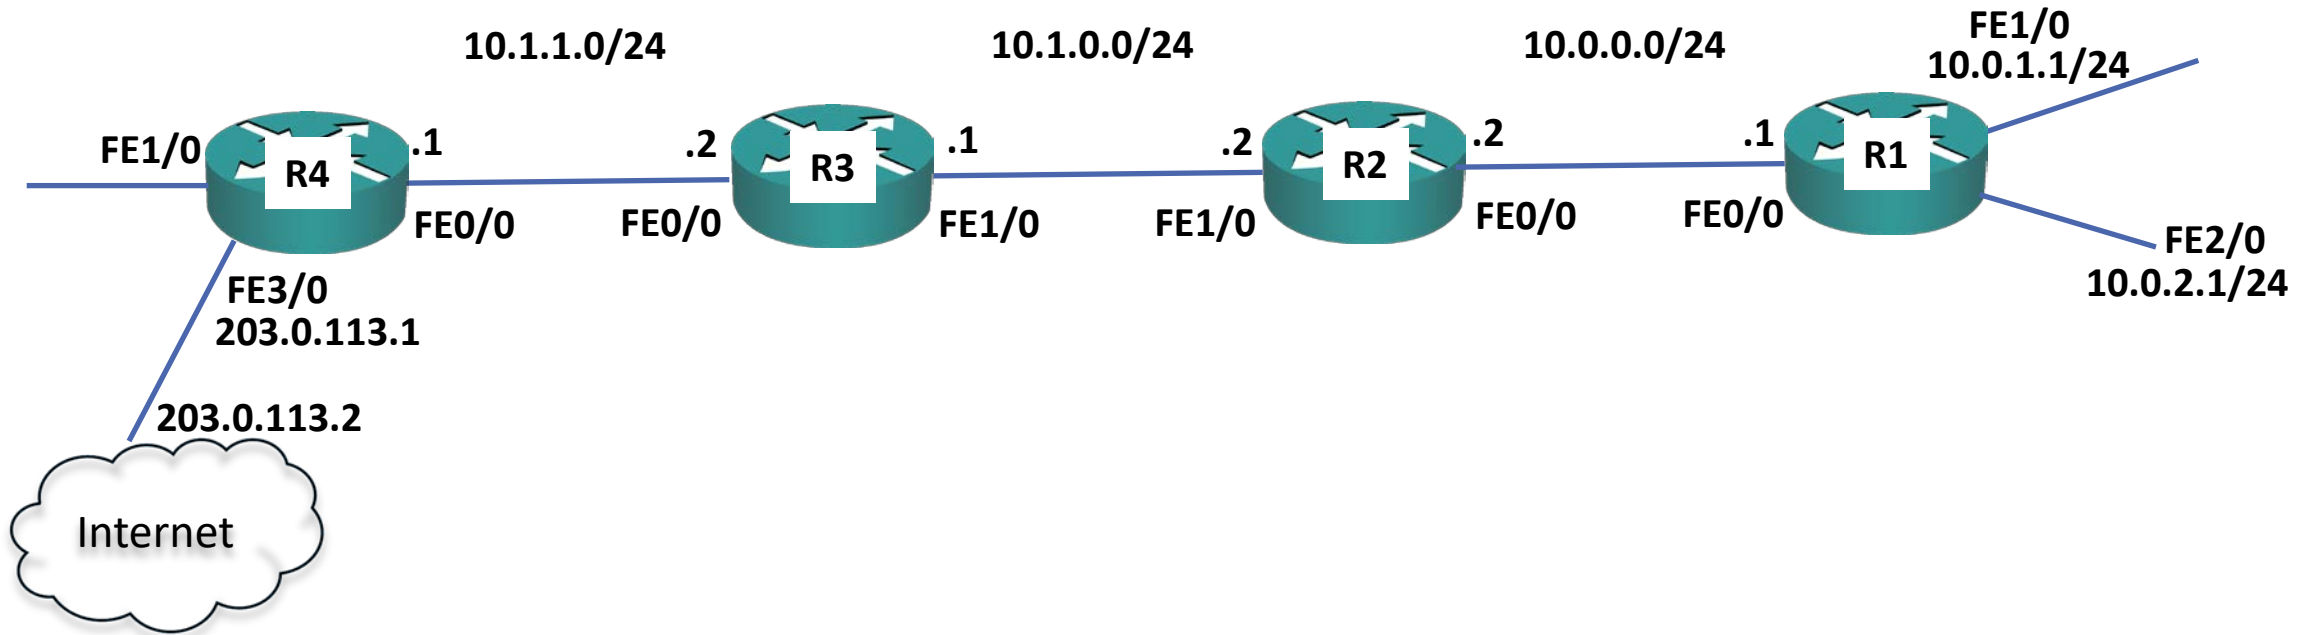 10.1.1.0/24
10.1.0.0/24
10.0.0.0/24
FE1/0
10.0.1.1/24
FE1/0
R4
.1
FE0/0
.2
FE0/0
R3
.1
FE1/0
.2
FE1/0
R2
.2
FE0/0
.1
FE0/0
R1
FE2/0
10.0.2.1/24
FE3/0
203.0.113.1
203.0.113.2
Internet